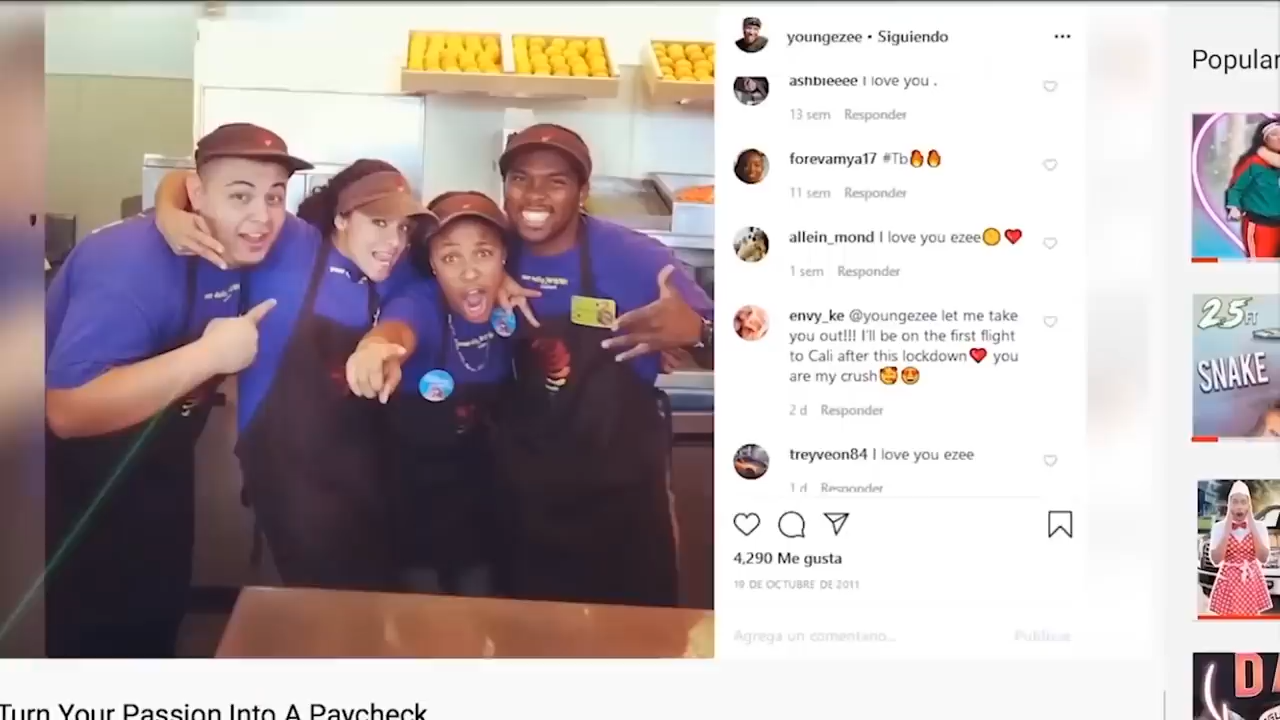 youngezee • Siguiendo
ashbieeee I love you .
13 sem Responder
forevamya17 #Tb🔥🔥
11 sem Responder
allein_mond I love you ezee🟡❤️
1 sem Responder
envy_ke @youngezee let me take
you out!!! I'll be on the first flight
to Cali after this lockdown❤️ you
are my crush🥰😍
2 d Responder
treyveon84 I love you ezee
1 d Responder
4,290 Me gusta
19 DE OCTUBRE DE 2011
Agrega un comentario... Publicar
Turn Your Passion Into A Paycheck
Popular
25FT
SNAKE